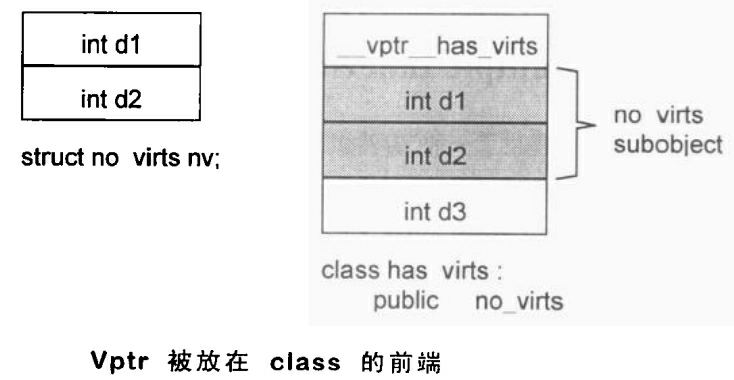 int d1
int d2
struct no virts nv;
__vptr__has_virts
int d1
int d2
int d3
no virts
subobject
class has virts :
public no_virts
Vptr 被放在 class 的前端